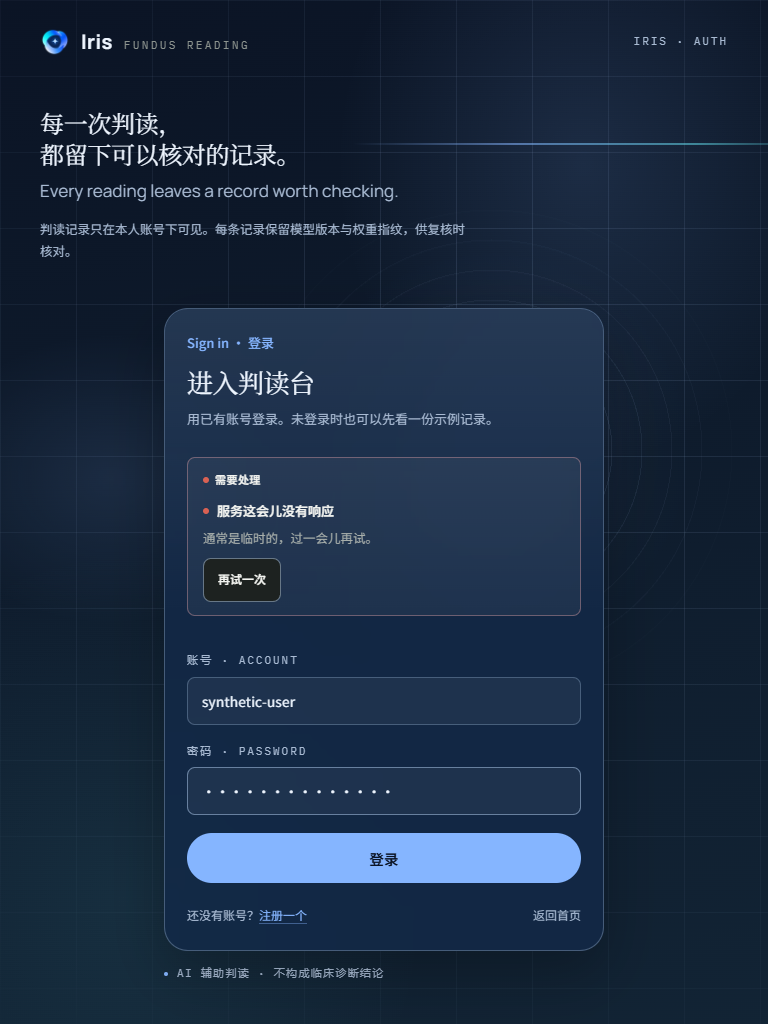 Iris FUNDUS READING
IRIS · AUTH
每一次判读，
都留下可以核对的记录。
Every reading leaves a record worth checking.
判读记录只在本人账号下可见。每条记录保留模型版本与权重指纹，供复核时
核对。
Sign in · 登录
进入判读台
用已有账号登录。未登录时也可以先看一份示例记录。
需要处理
服务这会儿没有响应
通常是临时的，过一会儿再试。
再试一次
账号 · ACCOUNT
synthetic-user
密码 · PASSWORD
••••••••••••••
登录
还没有账号？注册一个
返回首页
AI 辅助判读 · 不构成临床诊断结论